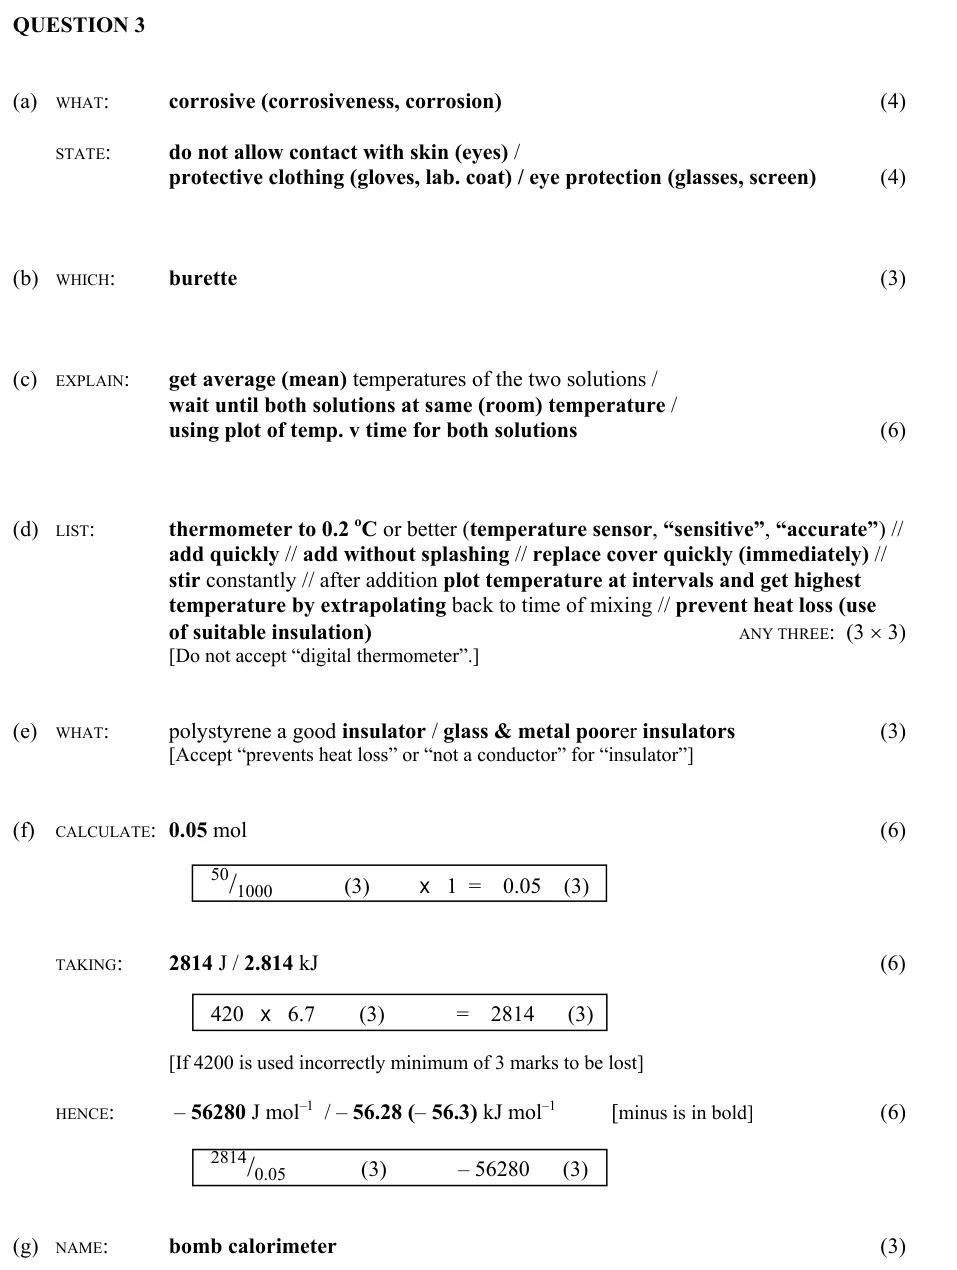 QUESTION 3
(a) WHAT: corrosive (corrosiveness, corrosion) (4)
STATE: do not allow contact with skin (eyes) /
protective clothing (gloves, lab. coat) / eye protection (glasses, screen) (4)
(b) WHICH: burette (3)
(c) EXPLAIN: get average (mean) temperatures of the two solutions /
wait until both solutions at same (room) temperature /
using plot of temp. v time for both solutions (6)
(d) LIST: thermometer to 0.2 °C or better (temperature sensor, “sensitive”, “accurate”) //
add quickly // add without splashing // replace cover quickly (immediately) //
stir constantly // after addition plot temperature at intervals and get highest
temperature by extrapolating back to time of mixing // prevent heat loss (use
of suitable insulation) ANY THREE: (3 × 3)
[Do not accept “digital thermometer”.]
(e) WHAT: polystyrene a good insulator / glass & metal poorer insulators (3)
[Accept “prevents heat loss” or “not a conductor” for “insulator”]
(f) CALCULATE: 0.05 mol (6)
50/1000 (3) x 1 = 0.05 (3)
TAKING: 2814 J / 2.814 kJ (6)
420 x 6.7 (3) = 2814 (3)
[If 4200 is used incorrectly minimum of 3 marks to be lost]
HENCE: – 56280 J mol⁻¹ / – 56.28 (– 56.3) kJ mol⁻¹ [minus is in bold] (6)
2814/0.05 (3) – 56280 (3)
(g) NAME: bomb calorimeter (3)